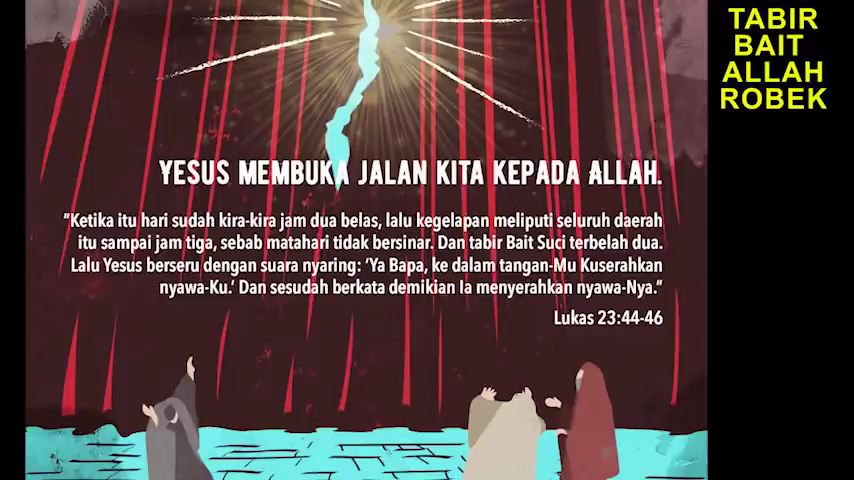 TABIR
BAIT
ALLAH
ROBEK
YESUS MEMBUKA JALAN KITA KEPADA ALLAH.
"Ketika itu hari sudah kira-kira jam dua belas, lalu kegelapan meliputi seluruh daerah
itu sampai jam tiga, sebab matahari tidak bersinar. Dan tabir Bait Suci terbelah dua.
Lalu Yesus berseru dengan suara nyaring: 'Ya Bapa, ke dalam tangan-Mu Kuserahkan
nyawa-Ku.' Dan sesudah berkata demikian Ia menyerahkan nyawa-Nya."
Lukas 23:44-46